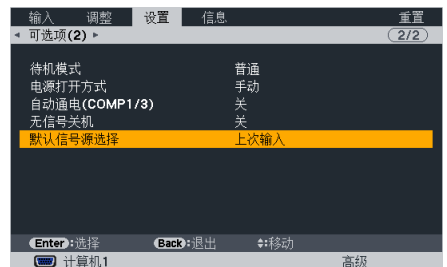 输入 调整 设置 信息 重置
◂ 可选项(2) ▸ 2/2
待机模式 普通
电源打开方式 手动
自动通电(COMP1/3) 关
无信号关机 关
默认信号源选择 上次输入
Enter:选择 Back:退出 ◆:移动
计算机1 高级